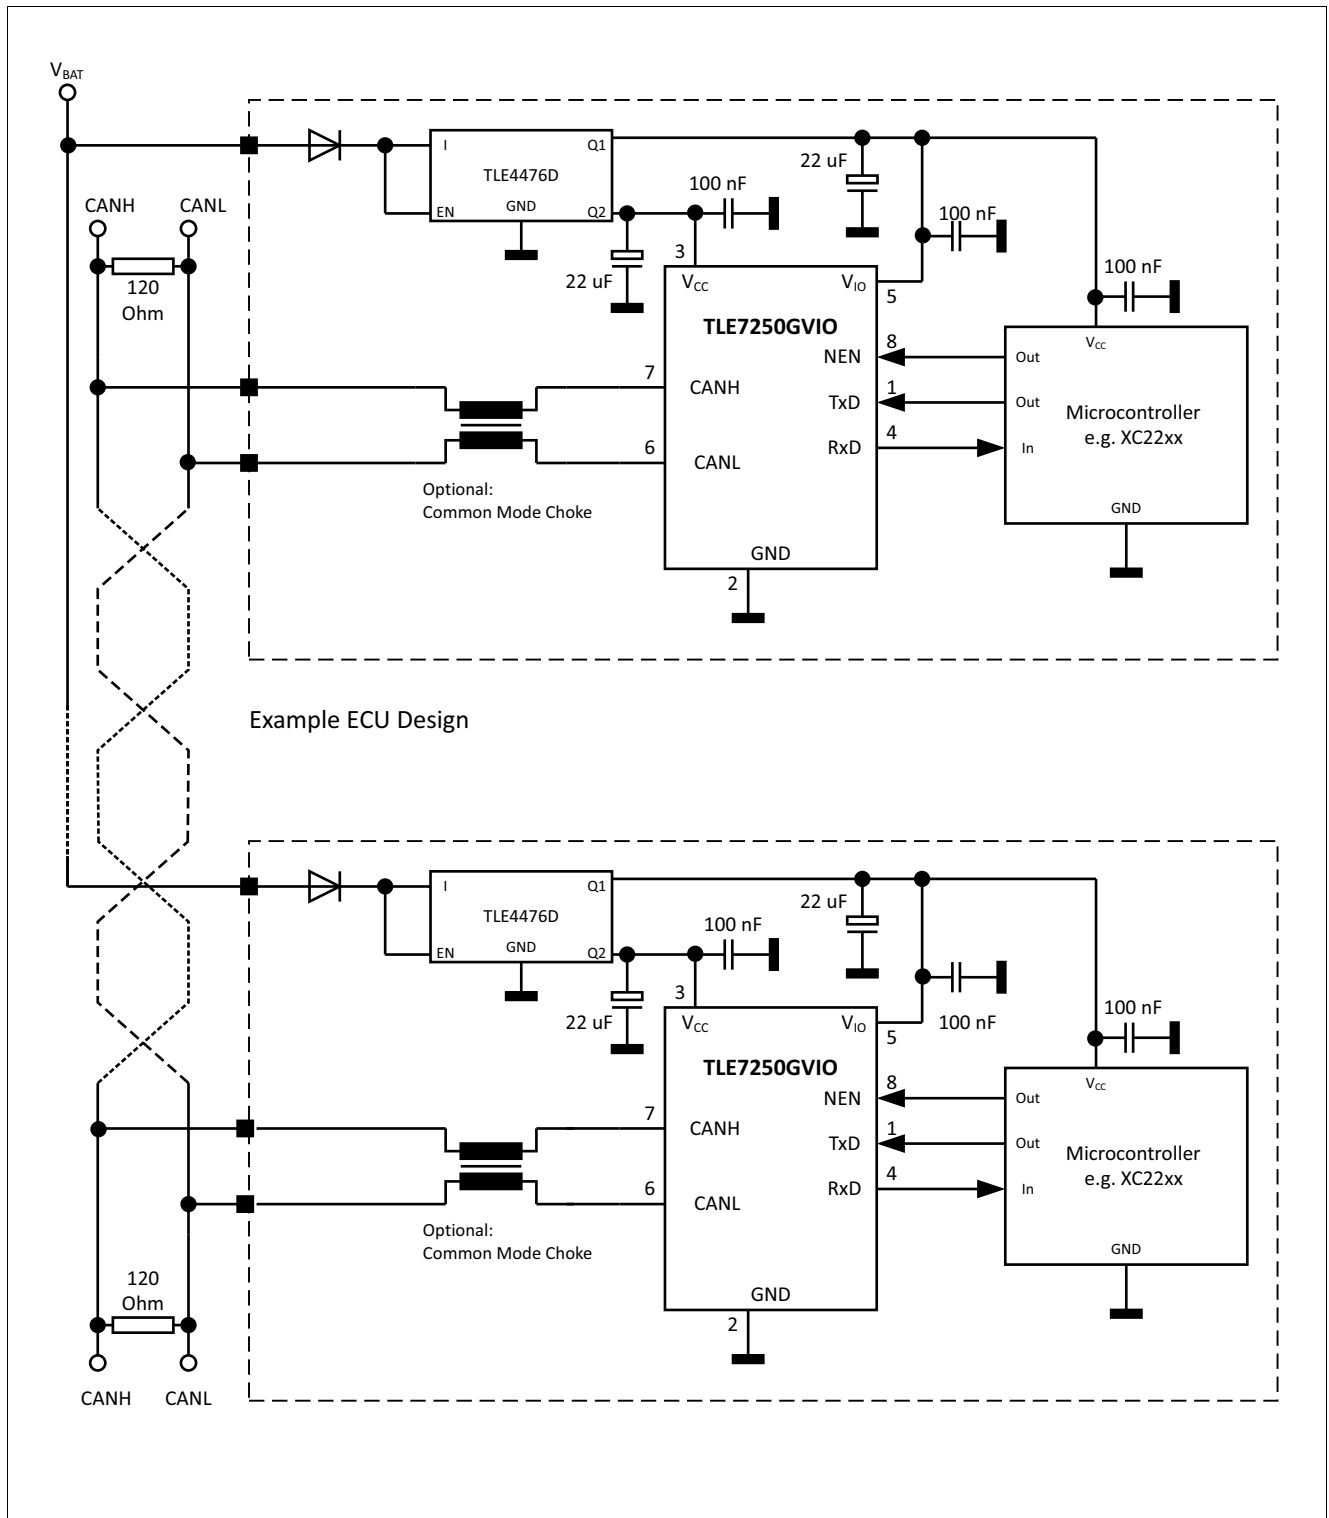 VBAT
I
Q1
TLE4476D
EN
GND
Q2
22 uF
100 nF
100 nF
CANH
CANL
120
Ohm
22 uF
100 nF
3
VCC
VIO
5
TLE7250GVIO
NEN
8
Out
VCC
7
CANH
TxD
1
Out
Microcontroller
e.g. XC22xx
6
CANL
RxD
4
In
Optional:
Common Mode Choke
GND
GND
2
Example ECU Design
I
Q1
TLE4476D
EN
GND
Q2
22 uF
100 nF
22 uF
100 nF
100 nF
3
VCC
VIO
5
TLE7250GVIO
NEN
8
Out
VCC
7
CANH
TxD
1
Out
Microcontroller
e.g. XC22xx
6
CANL
RxD
4
In
Optional:
Common Mode Choke
GND
GND
2
120
Ohm
CANH
CANL